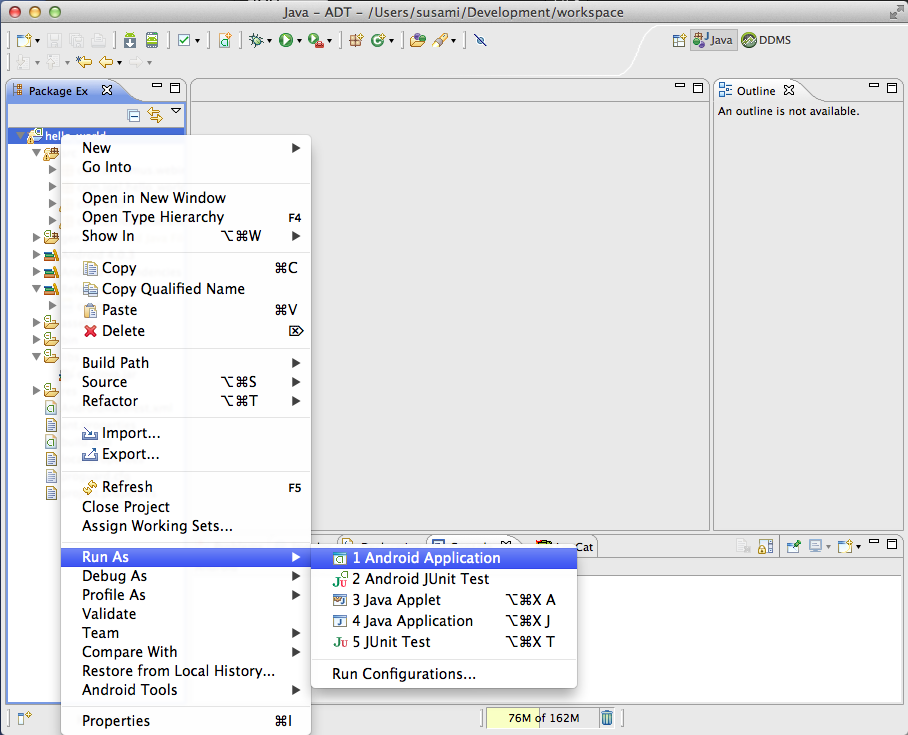 Java - ADT - /Users/susami/Development/workspace
Java
DDMS
Package Ex
Outline
An outline is not available.
New
Go Into
Open in New Window
Open Type Hierarchy F4
Show In ⌥⌘W
Copy ⌘C
Copy Qualified Name
Paste ⌘V
Delete ⌦
Build Path
Source ⌥⌘S
Refactor ⌥⌘T
Import...
Export...
Refresh F5
Close Project
Assign Working Sets...
Run As
Debug As
Profile As
Validate
Team
Compare With
Restore from Local History...
Android Tools
Properties ⌘I
Cat
1 Android Application
2 Android JUnit Test
3 Java Applet ⌥⌘X A
4 Java Application ⌥⌘X J
5 JUnit Test ⌥⌘X T
Run Configurations...
76M of 162M